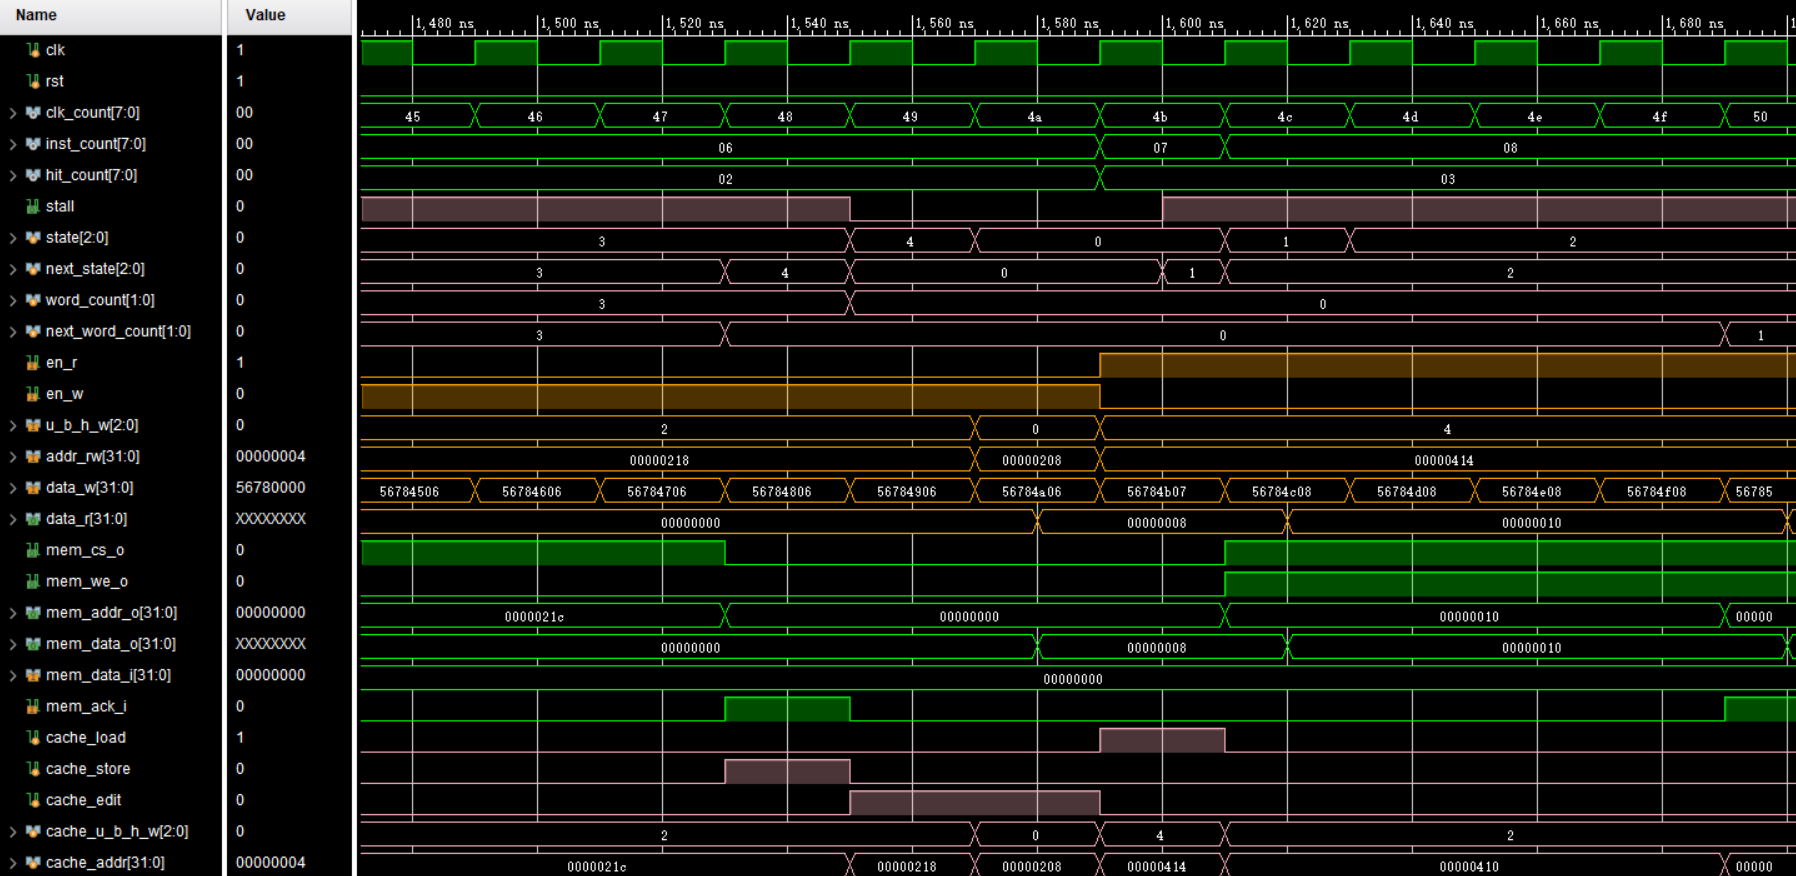 Name Value 1,480 ns 1,500 ns 1,520 ns 1,540 ns 1,560 ns 1,580 ns 1,600 ns 1,620 ns 1,640 ns 1,660 ns 1,680 ns
clk 1
rst 1
clk_count[7:0] 00 45 46 47 48 49 4a 4b 4c 4d 4e 4f 50
inst_count[7:0] 00 06 07 08
hit_count[7:0] 00 02 03
stall 0
state[2:0] 0 3 4 0 1 2
next_state[2:0] 0 3 4 0 1 2
word_count[1:0] 0 3 0
next_word_count[1:0] 0 3 0 1
en_r 1
en_w 0
u_b_h_w[2:0] 0 2 0 4
addr_rw[31:0] 00000004 00000218 00000208 00000414
data_w[31:0] 56780000 56784506 56784606 56784706 56784806 56784906 56784a06 56784b07 56784c08 56784d08 56784e08 56784f08 56785
data_r[31:0] XXXXXXXX 00000000 00000008 00000010
mem_cs_o 0
mem_we_o 0
mem_addr_o[31:0] 00000000 0000021c 00000000 00000010 00000
mem_data_o[31:0] XXXXXXXX 00000000 00000008 00000010
mem_data_i[31:0] 00000000 00000000
mem_ack_i 0
cache_load 1
cache_store 0
cache_edit 0
cache_u_b_h_w[2:0] 0 2 0 4 2
cache_addr[31:0] 00000004 0000021c 00000218 00000208 00000414 00000410 00000